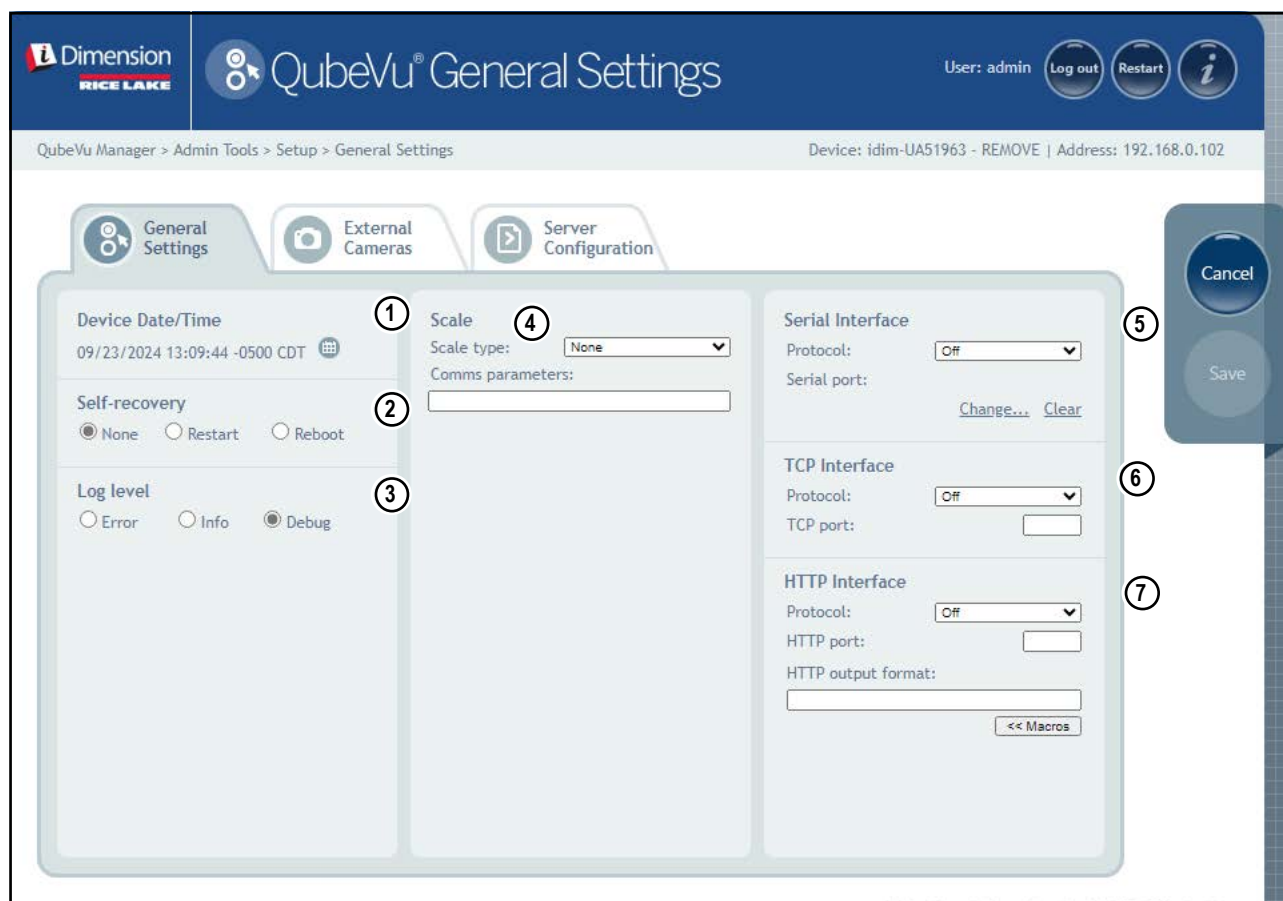 i Dimension
RICE LAKE
QubeVu® General Settings
User: admin
Log out
Restart
i
QubeVu Manager > Admin Tools > Setup > General Settings
Device: idim-UA51963 - REMOVE | Address: 192.168.0.102
General
Settings
External
Cameras
Server
Configuration
Cancel
Save
Device Date/Time
1
09/23/2024 13:09:44 -0500 CDT
Self-recovery
2
None Restart Reboot
Log level
3
Error Info Debug
Scale
4
Scale type: None
Comms parameters:
Serial Interface
5
Protocol: Off
Serial port:
Change... Clear
TCP Interface
6
Protocol: Off
TCP port:
HTTP Interface
7
Protocol: Off
HTTP port:
HTTP output format:
<< Macros